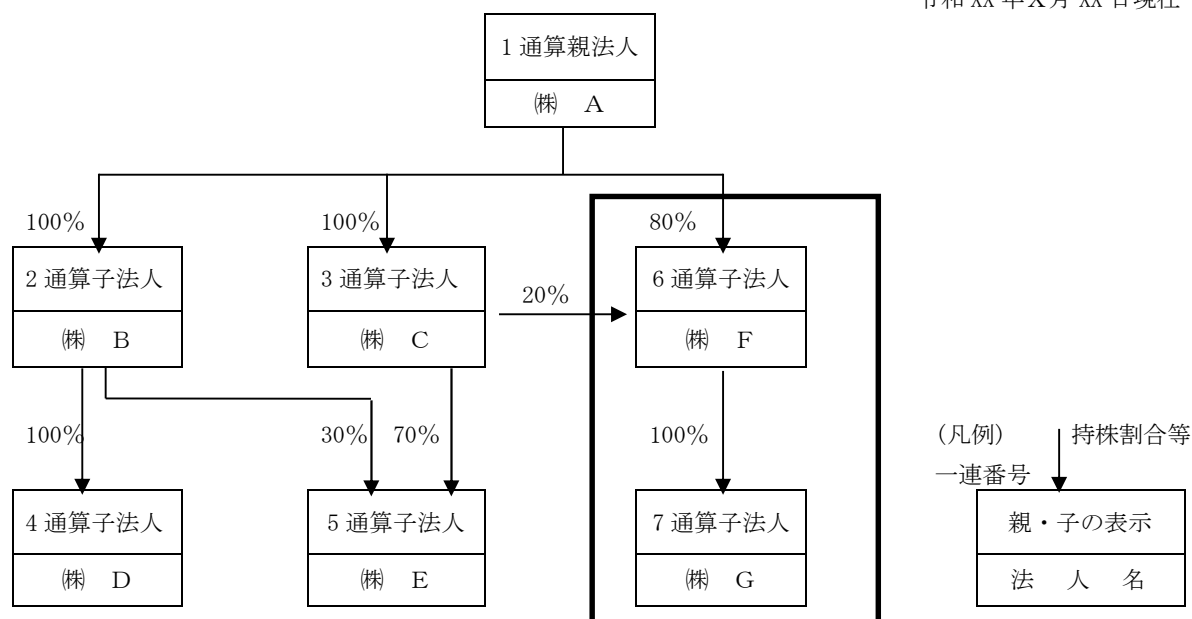 1 通算親法人
㈱ A
100%
100%
80%
2 通算子法人
㈱ B
3 通算子法人
㈱ C
20%
6 通算子法人
㈱ F
100%
30%
70%
100%
4 通算子法人
㈱ D
5 通算子法人
㈱ E
7 通算子法人
㈱ G
(凡例)
持株割合等
一連番号
親・子の表示
法 人 名